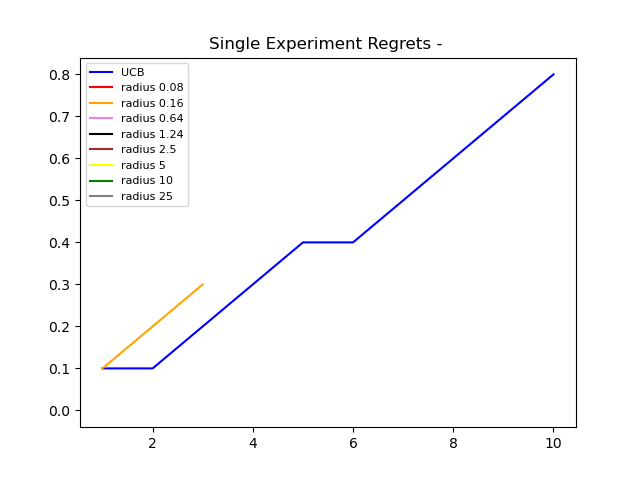 Single Experiment Regrets -
UCB
radius 0.08
radius 0.16
radius 0.64
radius 1.24
radius 2.5
radius 5
radius 10
radius 25
0.8
0.7
0.6
0.5
0.4
0.3
0.2
0.1
0.0
2 4 6 8 10